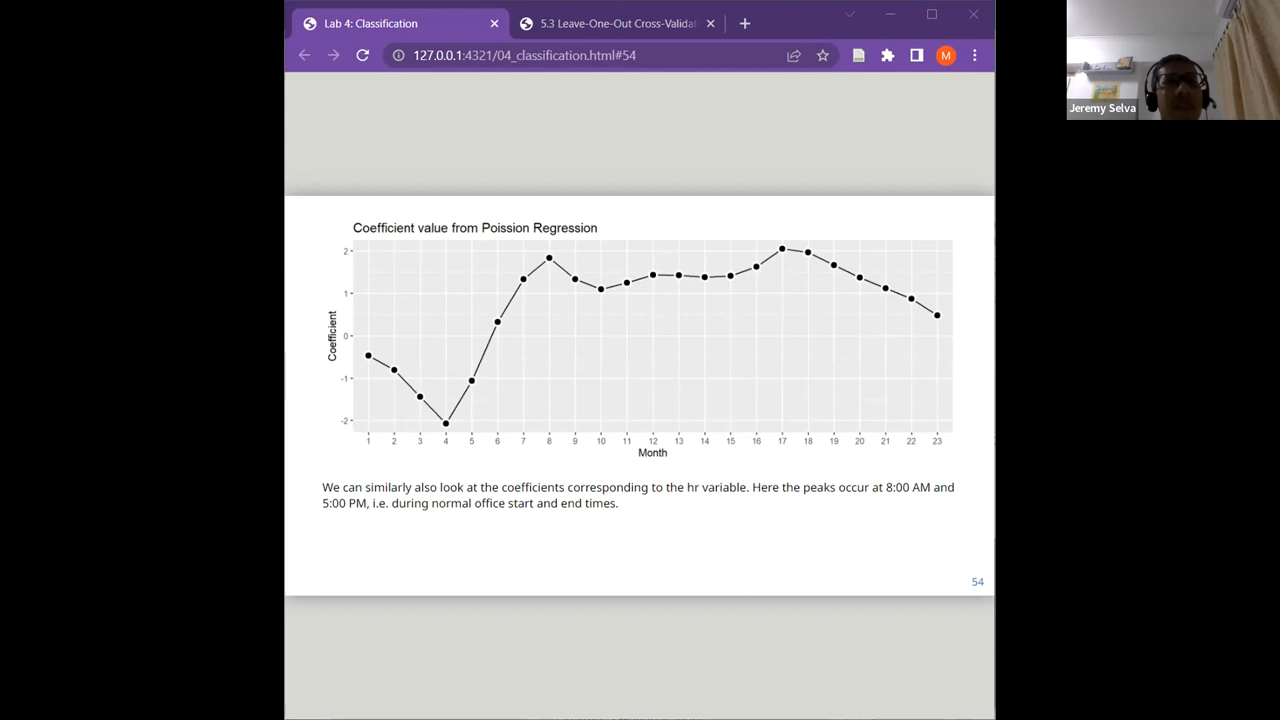 Lab 4: Classification
5.3 Leave-One-Out Cross-Validat
127.0.0.1:4321/04_classification.html#54
M
Jeremy Selva
Coefficient value from Poission Regression
2
1
0
-1
-2
Coefficient
1 2 3 4 5 6 7 8 9 10 11 12 13 14 15 16 17 18 19 20 21 22 23
Month
We can similarly also look at the coefficients corresponding to the hr variable. Here the peaks occur at 8:00 AM and
5:00 PM, i.e. during normal office start and end times.
54